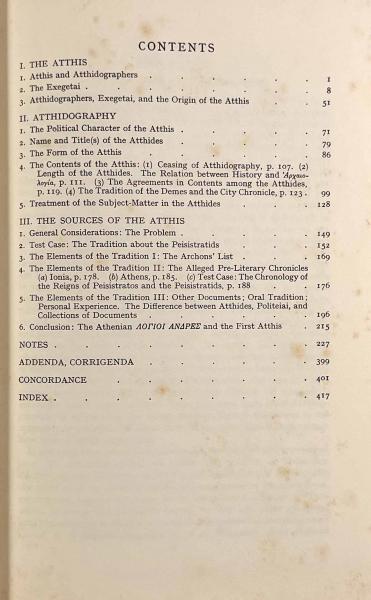 CONTENTS
I. THE ATTHIS
1. Atthis and Atthidographers . . . . . . 1
2. The Exegetai . . . . . . . . 8
3. Atthidographers, Exegetai, and the Origin of the Atthis . . 51
II. ATTHIDOGRAPHY
1. The Political Character of the Atthis . . . . . 71
2. Name and Title(s) of the Atthides . . . . . 79
3. The Form of the Atthis . . . . . . 86
4. The Contents of the Atthis: (1) Ceasing of Atthidography, p. 107. (2)
Length of the Atthides. The Relation between History and Ἀρχαιο-
λογία, p. 111. (3) The Agreements in Contents among the Atthides,
p. 119. (4) The Tradition of the Demes and the City Chronicle, p. 123 . 99
5. Treatment of the Subject-Matter in the Atthides . . . . 128
III. THE SOURCES OF THE ATTHIS
1. General Considerations: The Problem . . . . . 149
2. Test Case: The Tradition about the Peisistratids . . . . 152
3. The Elements of the Tradition I: The Archons' List . . . 169
4. The Elements of the Tradition II: The Alleged Pre-Literary Chronicles
(a) Ionia, p. 178. (b) Athens, p. 185. (c) Test Case: The Chronology of
the Reigns of Peisistratos and the Peisistratids, p. 188 . . 176
5. The Elements of the Tradition III: Other Documents; Oral Tradition;
Personal Experience. The Difference between Atthides, Politeiai, and
Collections of Documents . . . . . . 196
6. Conclusion: The Athenian ΛΟΓΙΟΙ ΑΝΔΡΕΣ and the First Atthis . 215
NOTES . . . . . . . . . 227
ADDENDA, CORRIGENDA . . . . . . 399
CONCORDANCE . . . . . . . 401
INDEX . . . . . . . . . 417